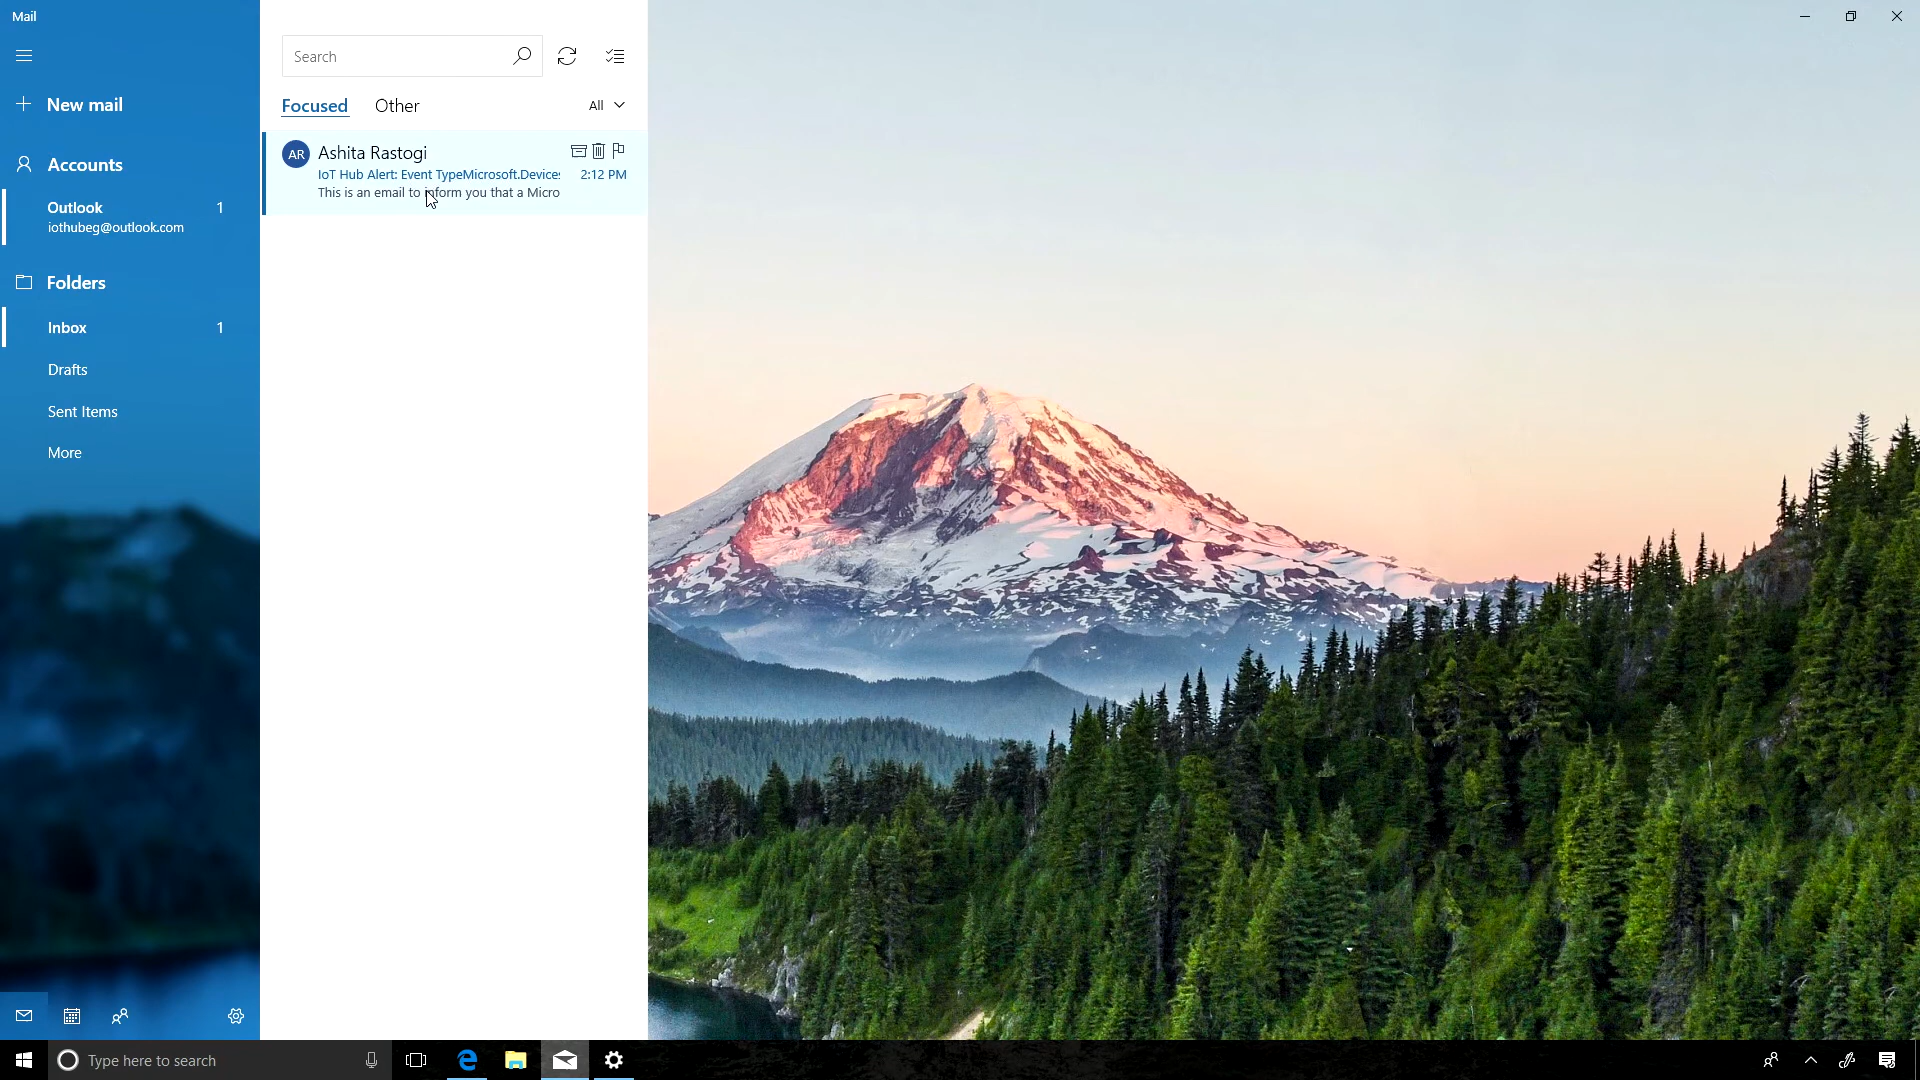 Mail
Search
New mail
Focused Other All
Accounts
AR Ashita Rastogi
IoT Hub Alert: Event TypeMicrosoft.Devices 2:12 PM
This is an email to inform you that a Micro
Outlook 1
iothubeg@outlook.com
Folders
Inbox 1
Drafts
Sent Items
More
Type here to search